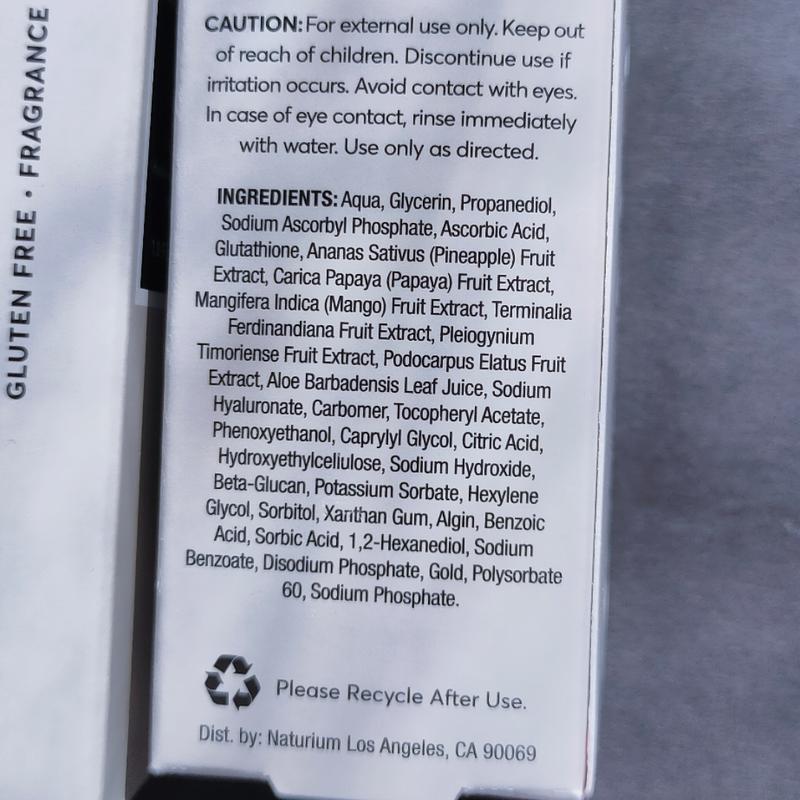 GLUTEN FREE • FRAGRANCE
CAUTION: For external use only. Keep out
of reach of children. Discontinue use if
irritation occurs. Avoid contact with eyes.
In case of eye contact, rinse immediately
with water. Use only as directed.
INGREDIENTS: Aqua, Glycerin, Propanediol,
Sodium Ascorbyl Phosphate, Ascorbic Acid,
Glutathione, Ananas Sativus (Pineapple) Fruit
Extract, Carica Papaya (Papaya) Fruit Extract,
Mangifera Indica (Mango) Fruit Extract, Terminalia
Ferdinandiana Fruit Extract, Pleiogynium
Timoriense Fruit Extract, Podocarpus Elatus Fruit
Extract, Aloe Barbadensis Leaf Juice, Sodium
Hyaluronate, Carbomer, Tocopheryl Acetate,
Phenoxyethanol, Caprylyl Glycol, Citric Acid,
Hydroxyethylcellulose, Sodium Hydroxide,
Beta-Glucan, Potassium Sorbate, Hexylene
Glycol, Sorbitol, Xanthan Gum, Algin, Benzoic
Acid, Sorbic Acid, 1,2-Hexanediol, Sodium
Benzoate, Disodium Phosphate, Gold, Polysorbate
60, Sodium Phosphate.
Please Recycle After Use.
Dist. by: Naturium Los Angeles, CA 90069